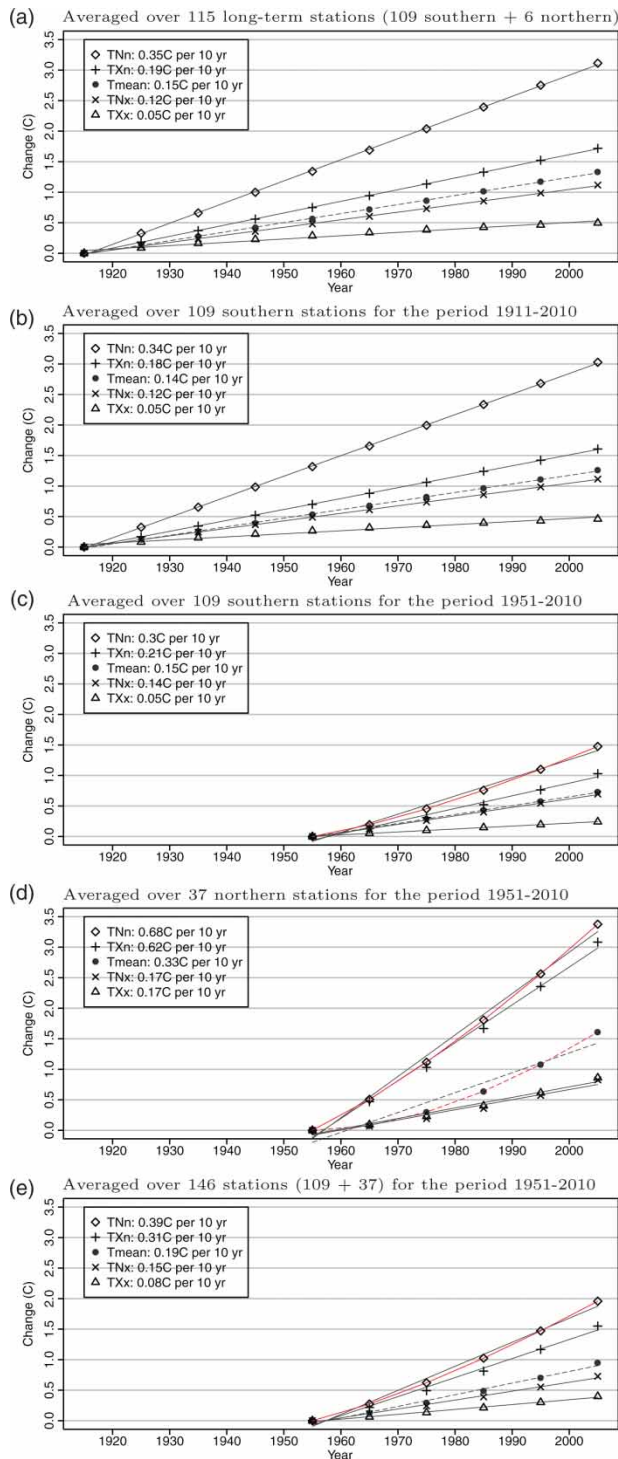 (a) Averaged over 115 long-term stations (109 southern + 6 northern)
3.5
3.0
2.5
2.0
1.5
1.0
0.5
0.0
Change (C)
TNn: 0.35C per 10 yr
TXn: 0.19C per 10 yr
Tmean: 0.15C per 10 yr
TNx: 0.12C per 10 yr
TXx: 0.05C per 10 yr
1920 1930 1940 1950 1960 1970 1980 1990 2000
Year
(b) Averaged over 109 southern stations for the period 1911-2010
3.5
3.0
2.5
2.0
1.5
1.0
0.5
0.0
Change (C)
TNn: 0.34C per 10 yr
TXn: 0.18C per 10 yr
Tmean: 0.14C per 10 yr
TNx: 0.12C per 10 yr
TXx: 0.05C per 10 yr
1920 1930 1940 1950 1960 1970 1980 1990 2000
Year
(c) Averaged over 109 southern stations for the period 1951-2010
3.5
3.0
2.5
2.0
1.5
1.0
0.5
0.0
Change (C)
TNn: 0.3C per 10 yr
TXn: 0.21C per 10 yr
Tmean: 0.15C per 10 yr
TNx: 0.14C per 10 yr
TXx: 0.05C per 10 yr
1920 1930 1940 1950 1960 1970 1980 1990 2000
Year
(d) Averaged over 37 northern stations for the period 1951-2010
3.5
3.0
2.5
2.0
1.5
1.0
0.5
0.0
Change (C)
TNn: 0.68C per 10 yr
TXn: 0.62C per 10 yr
Tmean: 0.33C per 10 yr
TNx: 0.17C per 10 yr
TXx: 0.17C per 10 yr
1920 1930 1940 1950 1960 1970 1980 1990 2000
Year
(e) Averaged over 146 stations (109 + 37) for the period 1951-2010
3.5
3.0
2.5
2.0
1.5
1.0
0.5
0.0
Change (C)
TNn: 0.39C per 10 yr
TXn: 0.31C per 10 yr
Tmean: 0.19C per 10 yr
TNx: 0.15C per 10 yr
TXx: 0.08C per 10 yr
1920 1930 1940 1950 1960 1970 1980 1990 2000
Year